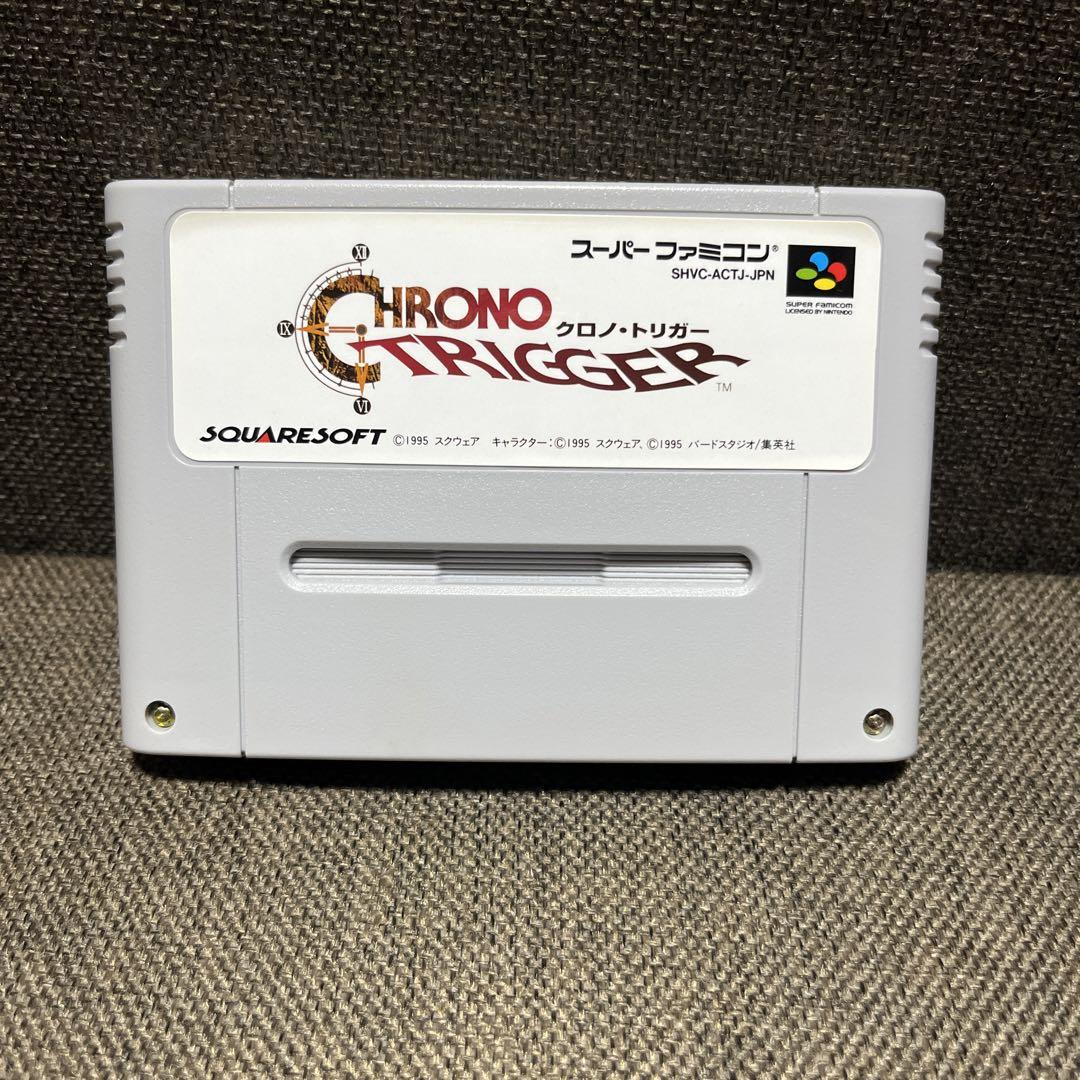 スーパーファミコン®
SHVC-ACTJ-JPN
SUPER FAMICOM
LICENSED BY NINTENDO
XII
IX
VI
CHRONO
クロノ・トリガー
TRIGGER™
SQUARESOFT ©1995 スクウェア キャラクター：©1995 スクウェア、©1995 バードスタジオ/集英社